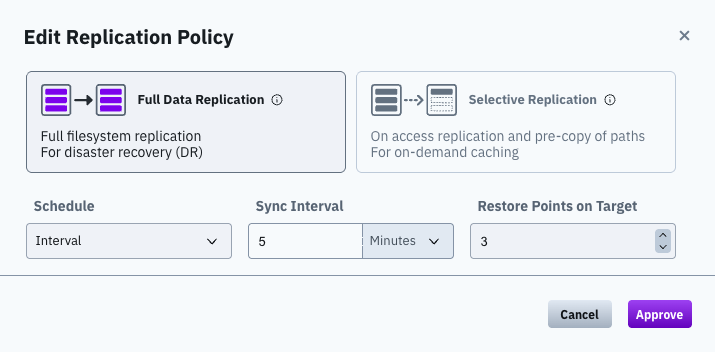 Edit Replication Policy
Full Data Replication
Full filesystem replication
For disaster recovery (DR)
Selective Replication
On access replication and pre-copy of paths
For on-demand caching
Schedule
Interval
Sync Interval
5 Minutes
Restore Points on Target
3
Cancel Approve